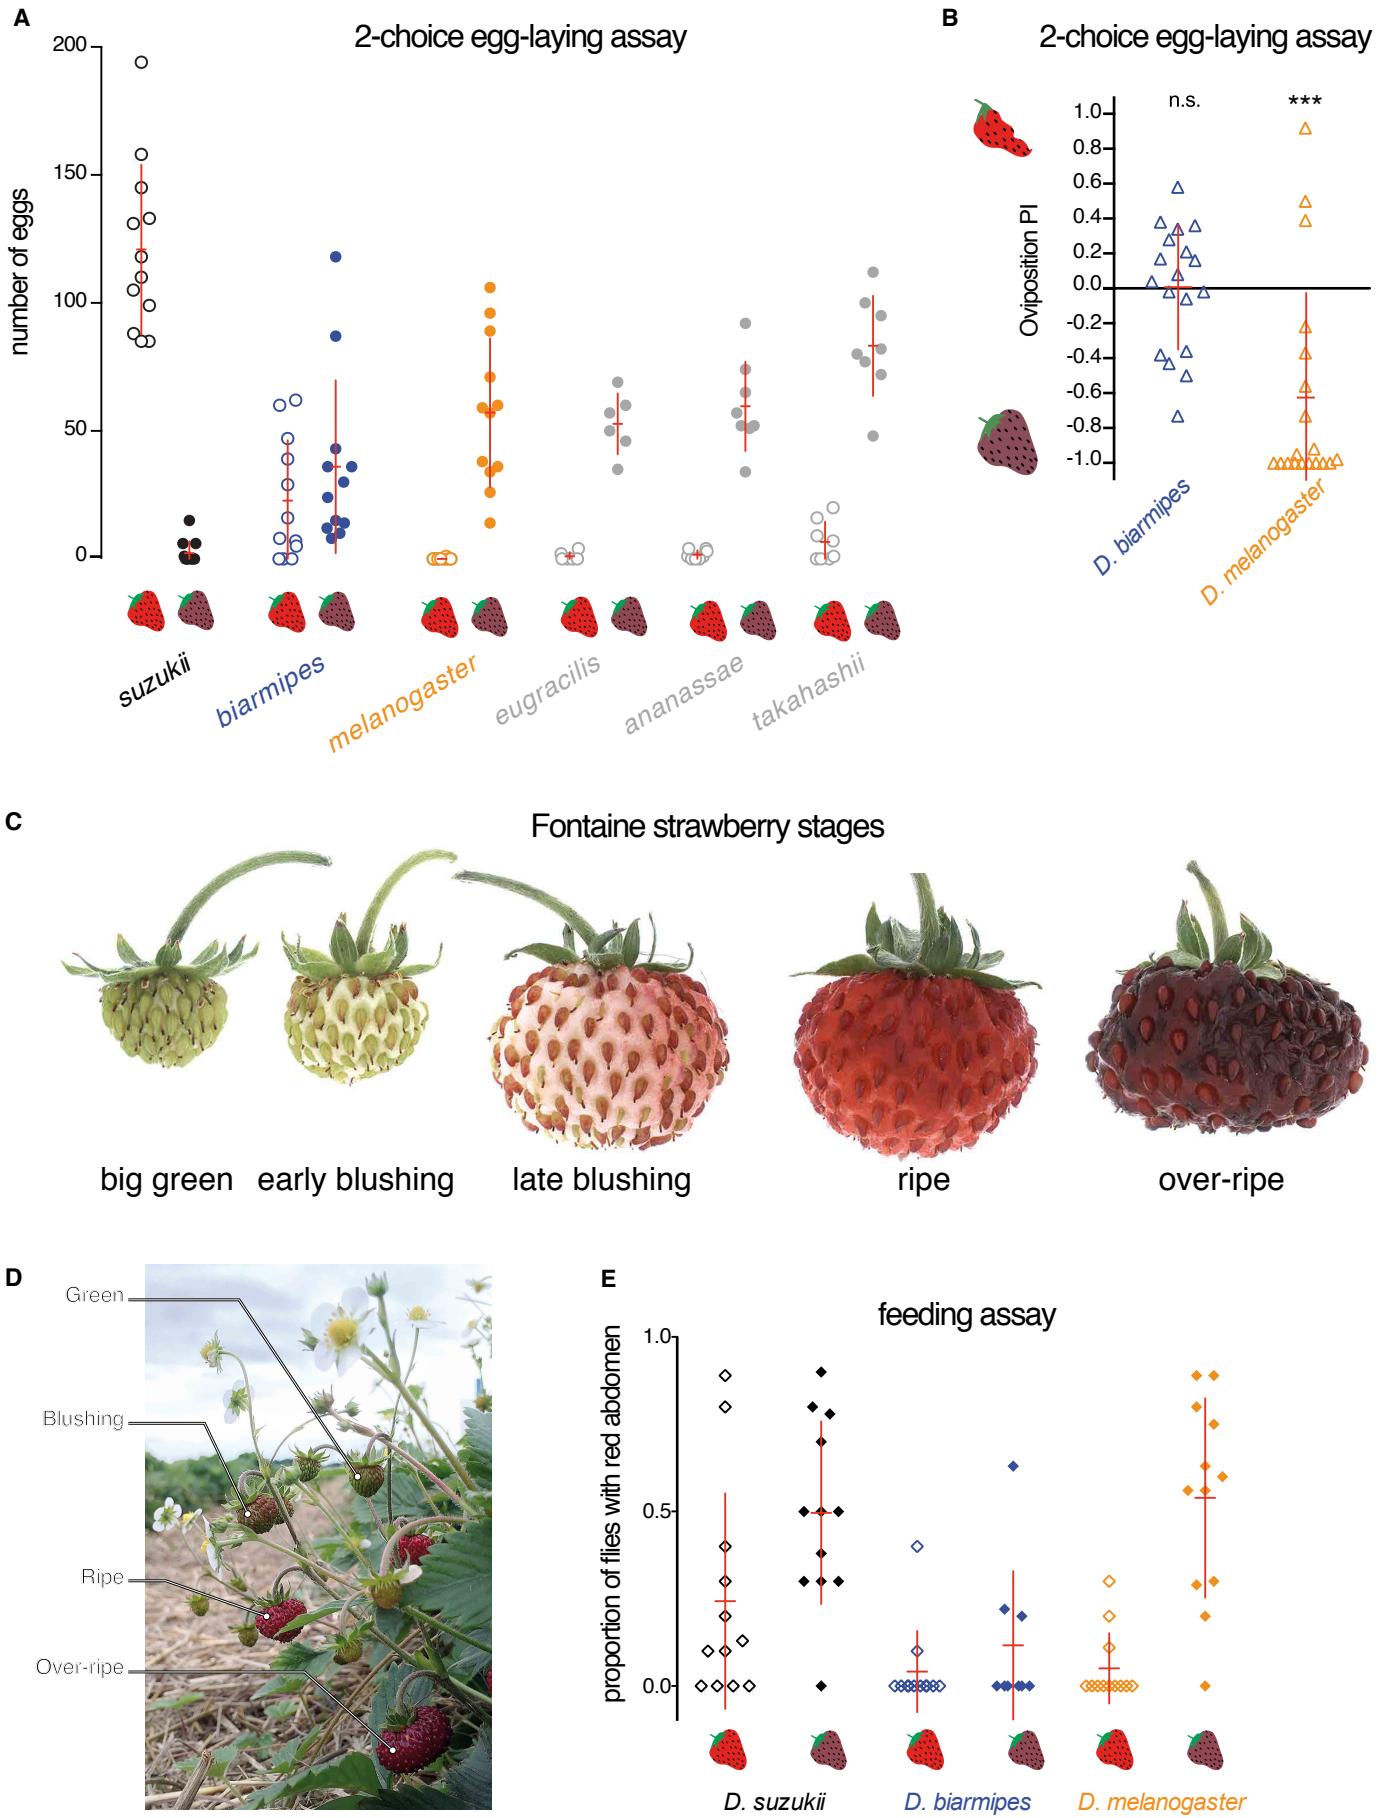 A
2-choice egg-laying assay
200
150
100
50
0
number of eggs
suzukii
biarmipes
melanogaster
eugracilis
ananassae
takahashii
B
2-choice egg-laying assay
n.s.
***
1.0
0.8
0.6
0.4
0.2
0.0
-0.2
-0.4
-0.6
-0.8
-1.0
Oviposition PI
D. biarmipes
D. melanogaster
C
Fontaine strawberry stages
big green
early blushing
late blushing
ripe
over-ripe
D
Green
Blushing
Ripe
Over-ripe
E
feeding assay
1.0
0.5
0.0
proportion of flies with red abdomen
D. suzukii
D. biarmipes
D. melanogaster